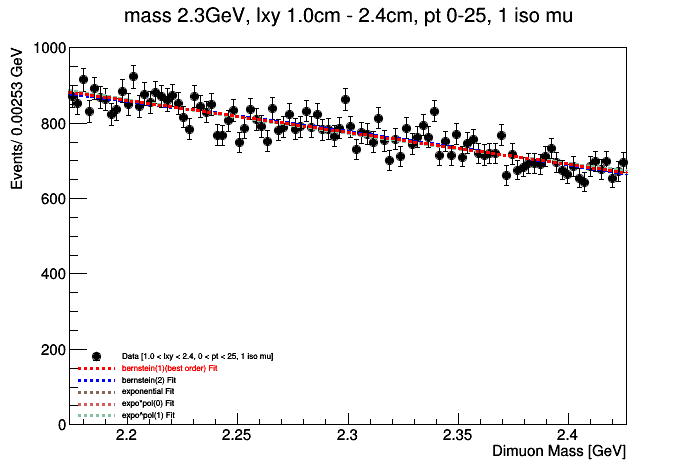 mass 2.3GeV, lxy 1.0cm - 2.4cm, pt 0-25, 1 iso mu
Events/ 0.00253 GeV
1000
800
600
400
200
0
Data [1.0 < lxy < 2.4, 0 < pt < 25, 1 iso mu]
bernstein(1)(best order) Fit
bernstein(2) Fit
exponential Fit
expo*pol(0) Fit
expo*pol(1) Fit
2.2 2.25 2.3 2.35 2.4
Dimuon Mass [GeV]